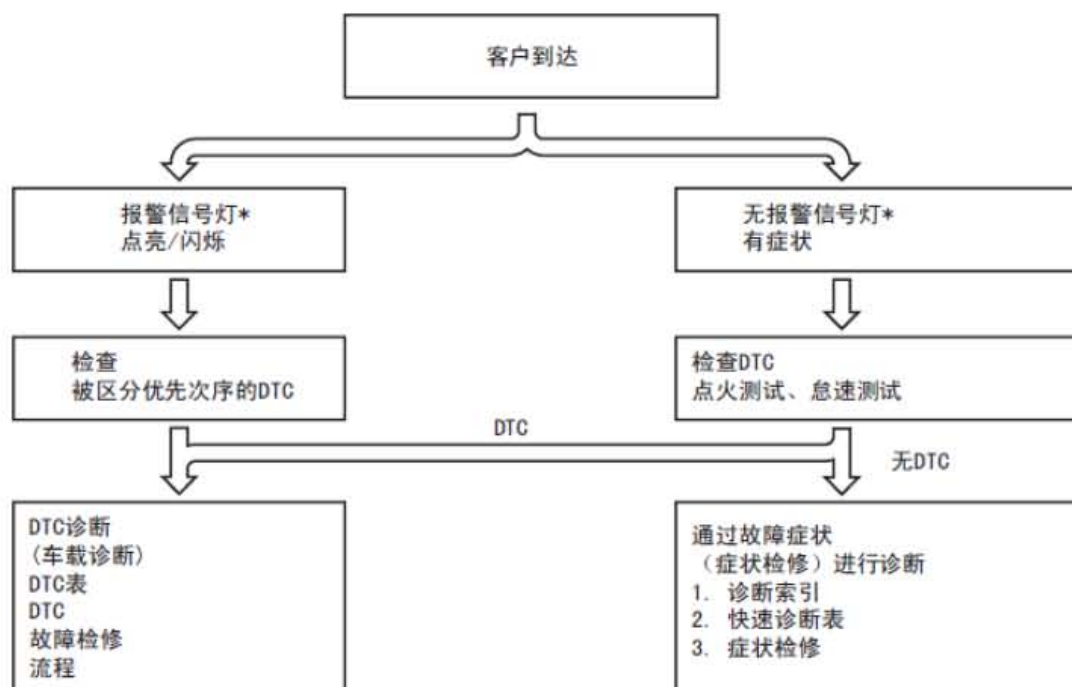 客户到达
报警信号灯*
点亮/闪烁
无报警信号灯*
有症状
检查
被区分优先次序的DTC
检查DTC
点火测试、怠速测试
DTC
无DTC
DTC诊断
(车载诊断)
DTC表
DTC
故障检修
流程
通过故障症状
（症状检修）进行诊断
1. 诊断索引
2. 快速诊断表
3. 症状检修